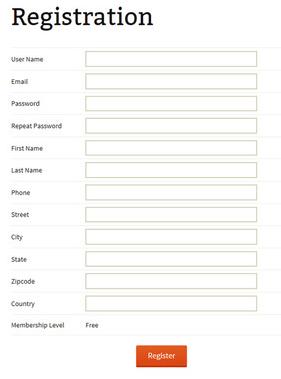 Registration
User Name
Email
Password
Repeat Password
First Name
Last Name
Phone
Street
City
State
Zipcode
Country
Membership Level Free
Register